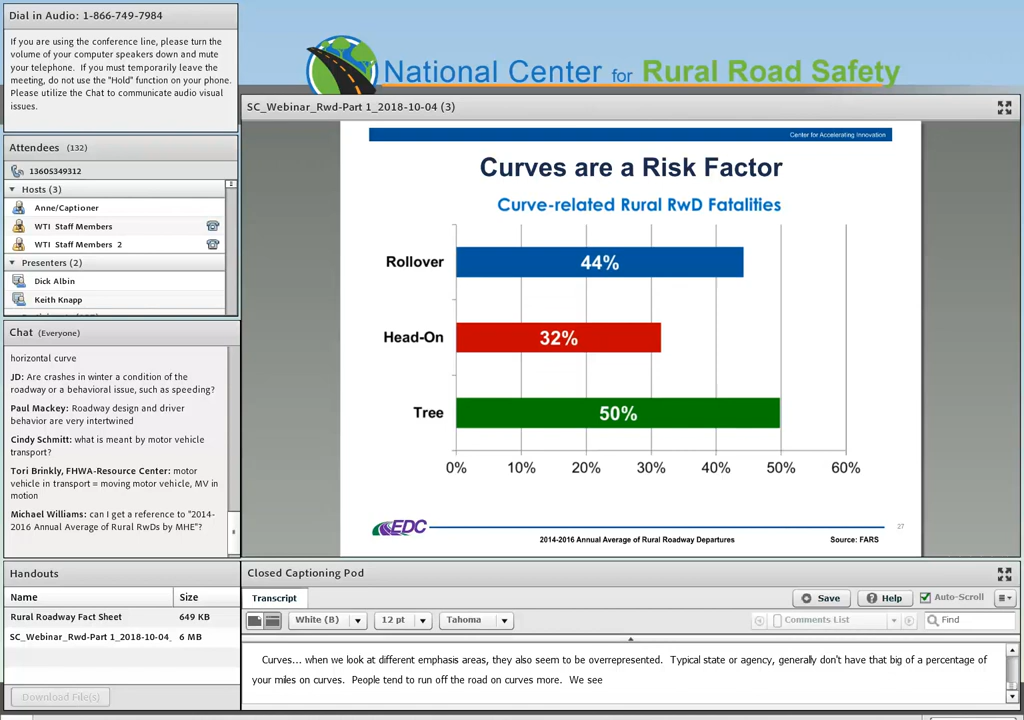 Dial in Audio: 1-866-749-7984
If you are using the conference line, please turn the
volume of your computer speakers down and mute
your telephone. If you must temporarily leave the
meeting, do not use the "Hold" function on your phone.
Please utilize the Chat to communicate audio visual
issues.
National Center for Rural Road Safety
SC_Webinar_Rwd-Part 1_2018-10-04 (3)
Attendees (132)
13605349312
Hosts (3)
Anne/Captioner
WTI Staff Members
WTI Staff Members 2
Presenters (2)
Dick Albin
Keith Knapp
Chat (Everyone)
horizontal curve
JD: Are crashes in winter a condition of the
roadway or a behavioral issue, such as speeding?
Paul Mackey: Roadway design and driver
behavior are very intertwined
Cindy Schmitt: what is meant by motor vehicle
transport?
Tori Brinkly, FHWA-Resource Center: motor
vehicle in transport = moving motor vehicle, MV in
motion
Michael Williams: can I get a reference to "2014-
2016 Annual Average of Rural RwDs by MHE"?
Center for Accelerating Innovation
Curves are a Risk Factor
Curve-related Rural RwD Fatalities
Rollover 44%
Head-On 32%
Tree 50%
0% 10% 20% 30% 40% 50% 60%
EDC
27
2014-2016 Annual Average of Rural Roadway Departures
Source: FARS
Handouts
Name Size
Rural Roadway Fact Sheet 649 KB
SC_Webinar_Rwd-Part 1_2018-10-04_ 6 MB
Download File(s)
Closed Captioning Pod
Transcript
Save
Help
Auto-Scroll
White (B)
12 pt
Tahoma
Comments List
Find
Curves... when we look at different emphasis areas, they also seem to be overrepresented. Typical state or agency, generally don't have that big of a percentage of
your miles on curves. People tend to run off the road on curves more. We see